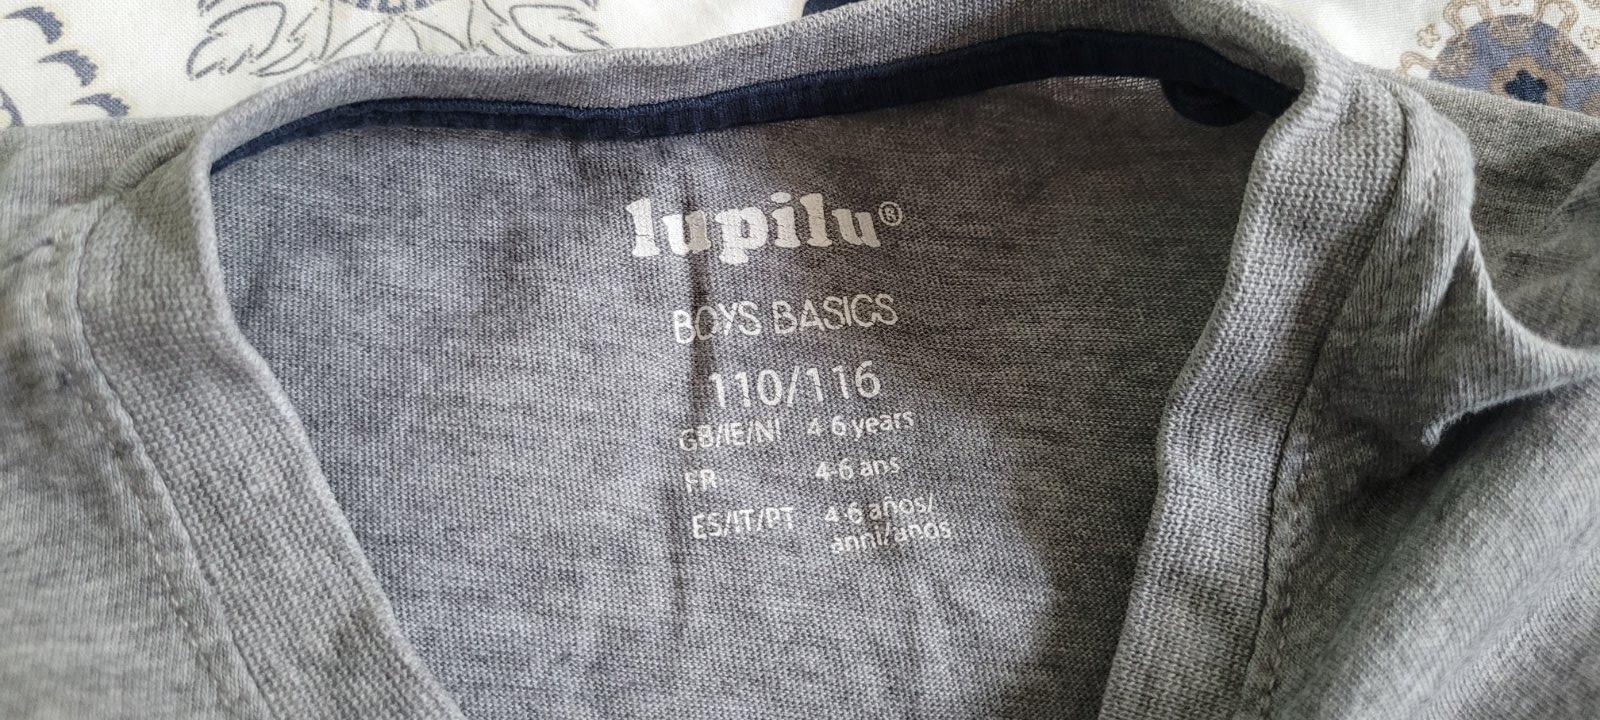 lupilu®
BOYS BASICS
110/116
GB/IE/NI 4-6 years
FR 4-6 ans
ES/IT/PT 4-6 años/
anni/anos